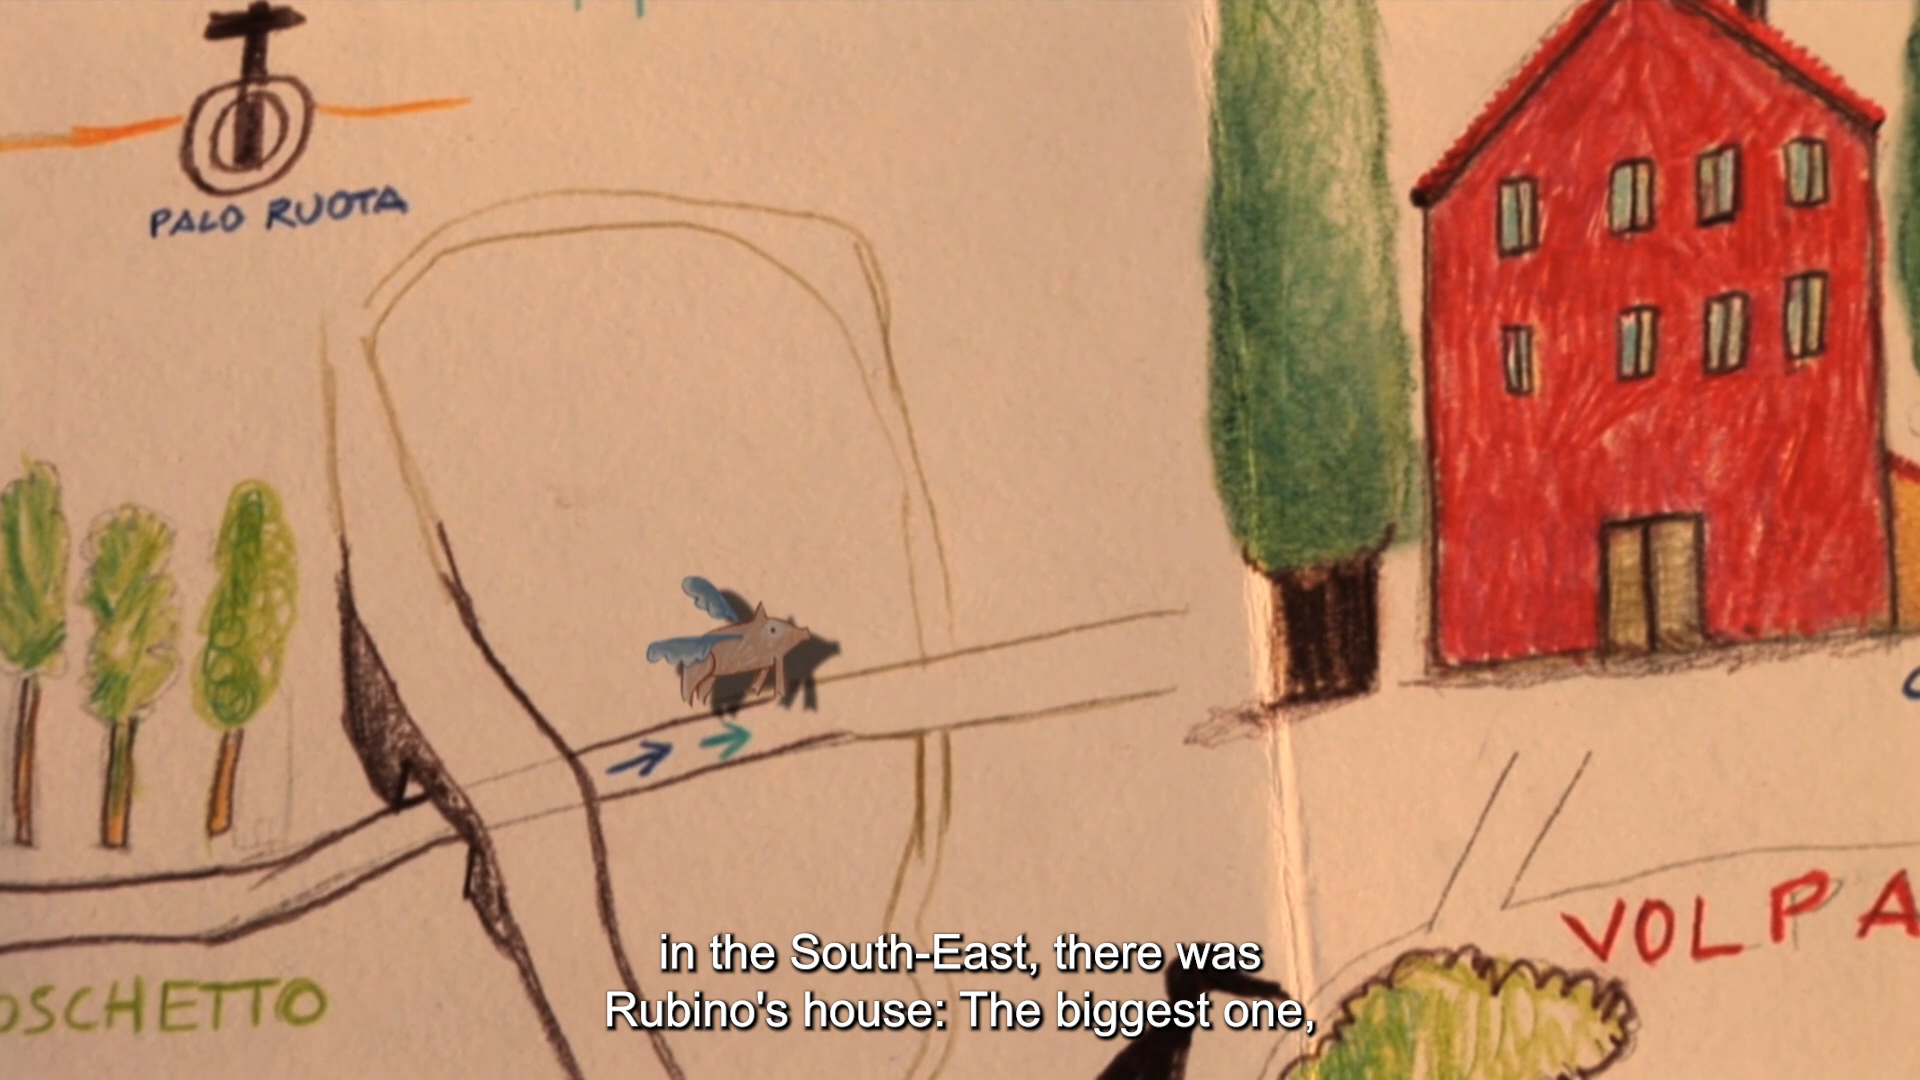 PALO RUOTA
OSCHETTO
VOLPA
in the South-East, there was
Rubino's house: The biggest one,